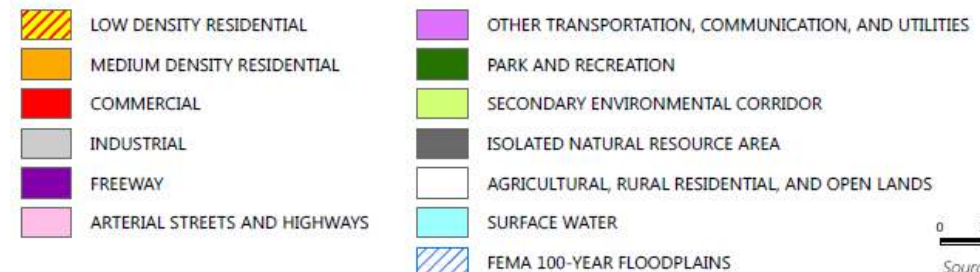 LOW DENSITY RESIDENTIAL
MEDIUM DENSITY RESIDENTIAL
COMMERCIAL
INDUSTRIAL
FREEWAY
ARTERIAL STREETS AND HIGHWAYS
OTHER TRANSPORTATION, COMMUNICATION, AND UTILITIES
PARK AND RECREATION
SECONDARY ENVIRONMENTAL CORRIDOR
ISOLATED NATURAL RESOURCE AREA
AGRICULTURAL, RURAL RESIDENTIAL, AND OPEN LANDS
SURFACE WATER
FEMA 100-YEAR FLOODPLAINS
0